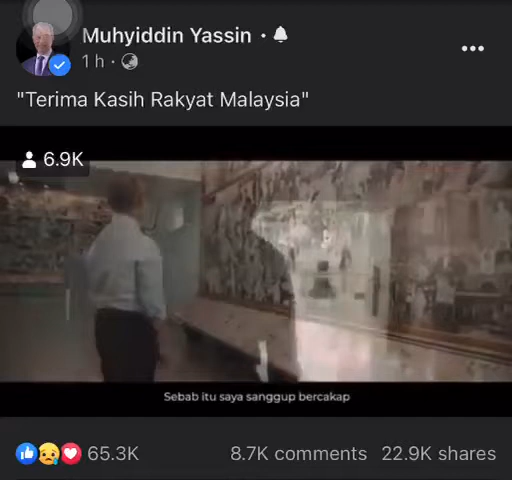 Muhyiddin Yassin ·
1 h ·
"Terima Kasih Rakyat Malaysia"
6.9K
Sebab itu saya sanggup bercakap
65.3K 8.7K comments 22.9K shares